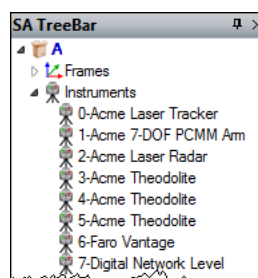 SA TreeBar
A
Frames
Instruments
0-Acme Laser Tracker
1-Acme 7-DOF PCMM Arm
2-Acme Laser Radar
3-Acme Theodolite
4-Acme Theodolite
5-Acme Theodolite
6-Faro Vantage
7-Digital Network Level